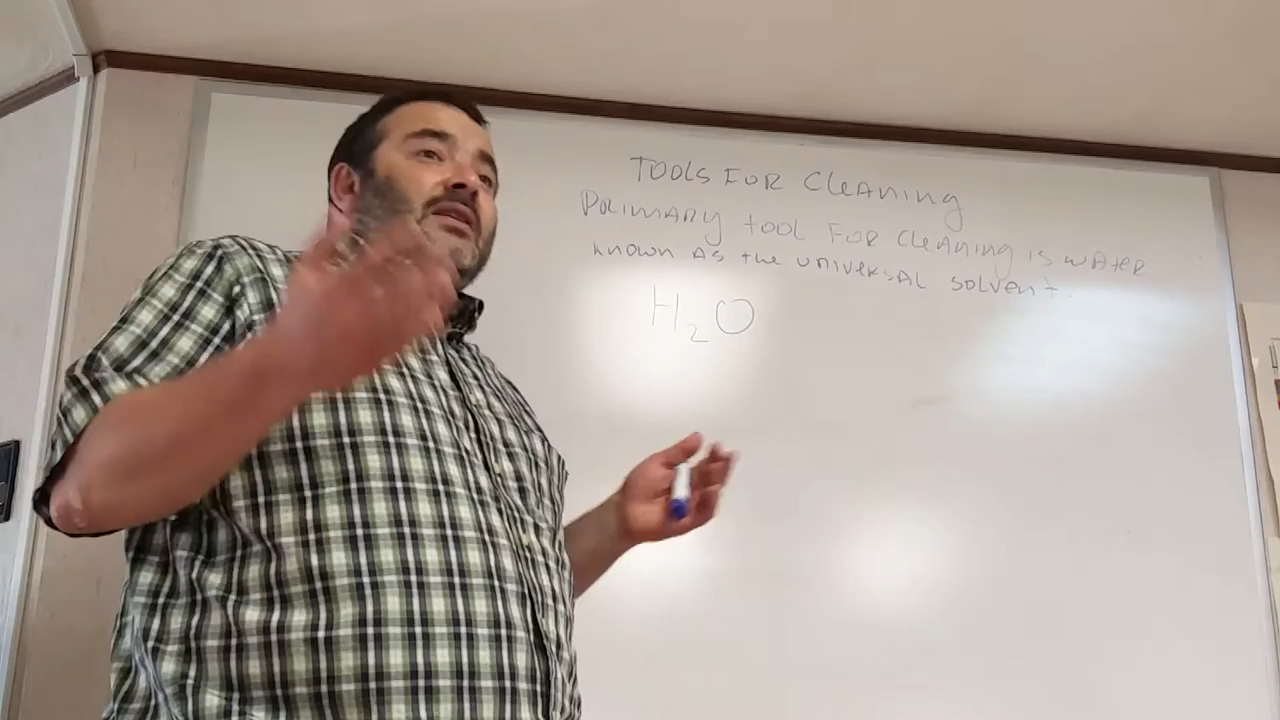 TOOLS FOR CLEANING
PRIMARY TOOL FOR CLEANING IS WATER
KNOWN AS THE UNIVERSAL SOLVENT.
H₂O